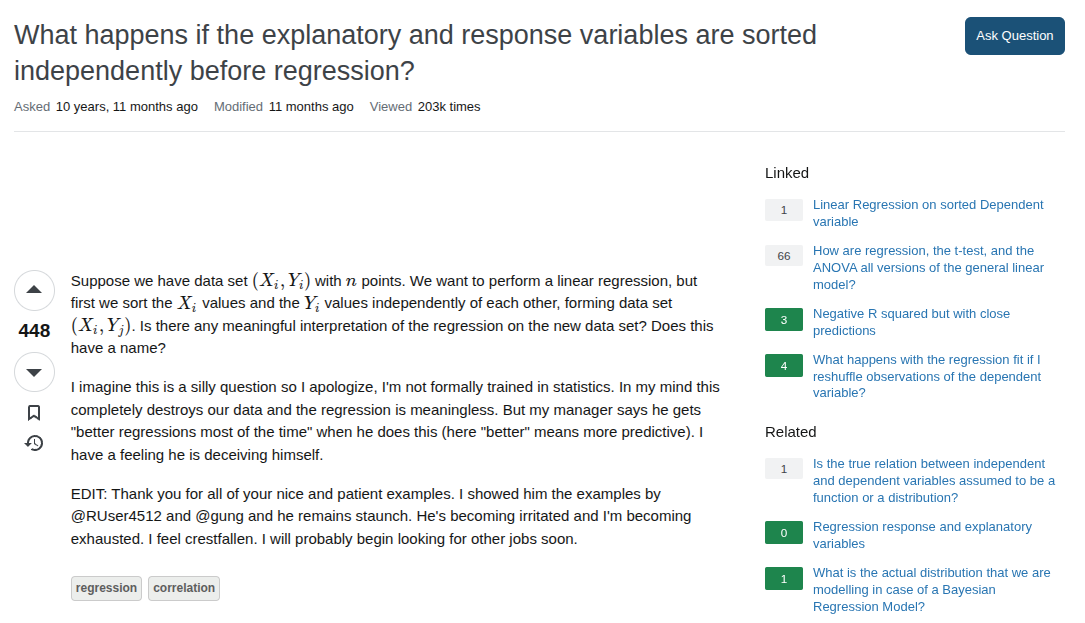 What happens if the explanatory and response variables are sorted
independently before regression?
Ask Question
Asked 10 years, 11 months ago Modified 11 months ago Viewed 203k times
448
Suppose we have data set (Xi, Yi) with n points. We want to perform a linear regression, but
first we sort the Xi values and the Yi values independently of each other, forming data set
(Xi, Yj). Is there any meaningful interpretation of the regression on the new data set? Does this
have a name?
I imagine this is a silly question so I apologize, I'm not formally trained in statistics. In my mind this
completely destroys our data and the regression is meaningless. But my manager says he gets
"better regressions most of the time" when he does this (here "better" means more predictive). I
have a feeling he is deceiving himself.
EDIT: Thank you for all of your nice and patient examples. I showed him the examples by
@RUser4512 and @gung and he remains staunch. He's becoming irritated and I'm becoming
exhausted. I feel crestfallen. I will probably begin looking for other jobs soon.
regression correlation
Linked
1 Linear Regression on sorted Dependent
variable
66 How are regression, the t-test, and the
ANOVA all versions of the general linear
model?
3 Negative R squared but with close
predictions
4 What happens with the regression fit if I
reshuffle observations of the dependent
variable?
Related
1 Is the true relation between independent
and dependent variables assumed to be a
function or a distribution?
0 Regression response and explanatory
variables
1 What is the actual distribution that we are
modelling in case of a Bayesian
Regression Model?